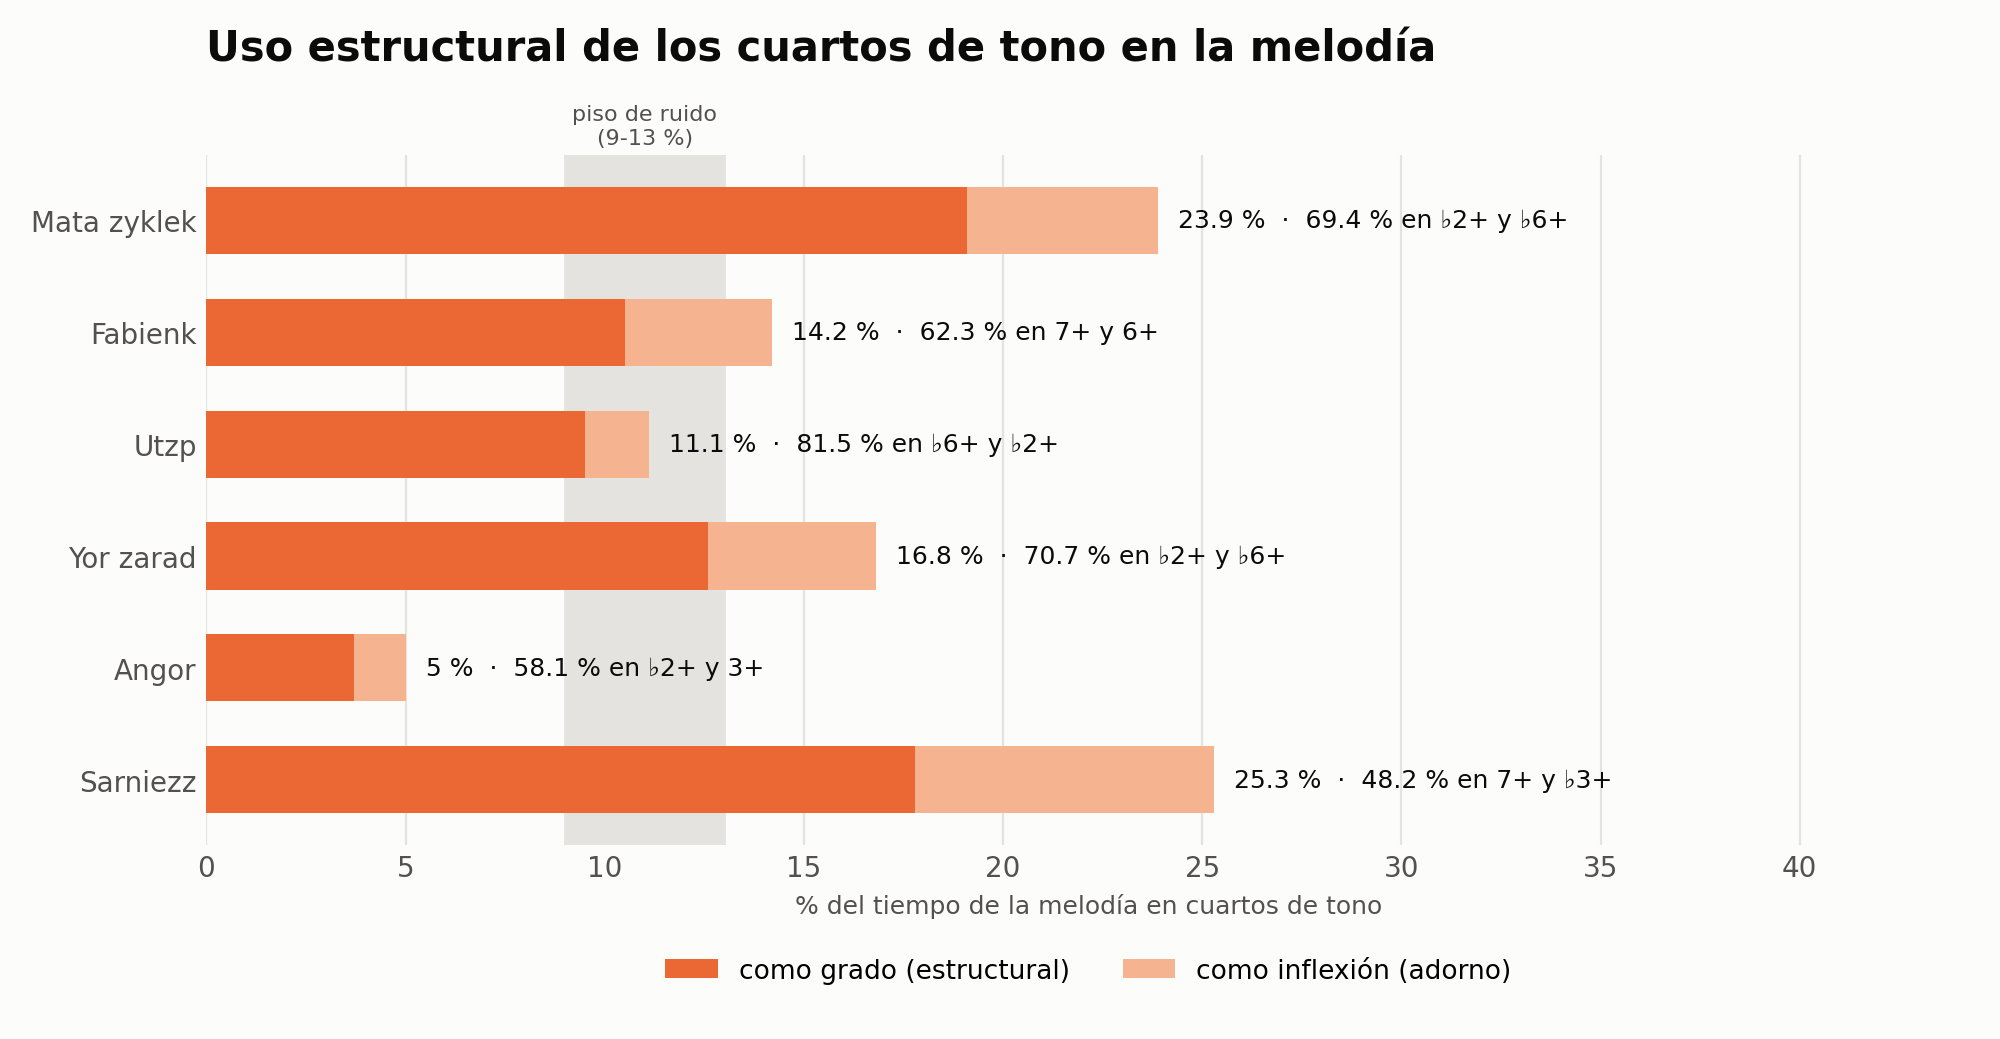 Uso estructural de los cuartos de tono en la melodía
piso de ruido
(9-13 %)
Mata zyklek
23.9 % · 69.4 % en ♭2+ y ♭6+
Fabienk
14.2 % · 62.3 % en 7+ y 6+
Utzp
11.1 % · 81.5 % en ♭6+ y ♭2+
Yor zarad
16.8 % · 70.7 % en ♭2+ y ♭6+
Angor
5 % · 58.1 % en ♭2+ y 3+
Sarniezz
25.3 % · 48.2 % en 7+ y ♭3+
0 5 10 15 20 25 30 35 40
% del tiempo de la melodía en cuartos de tono
como grado (estructural) como inflexión (adorno)